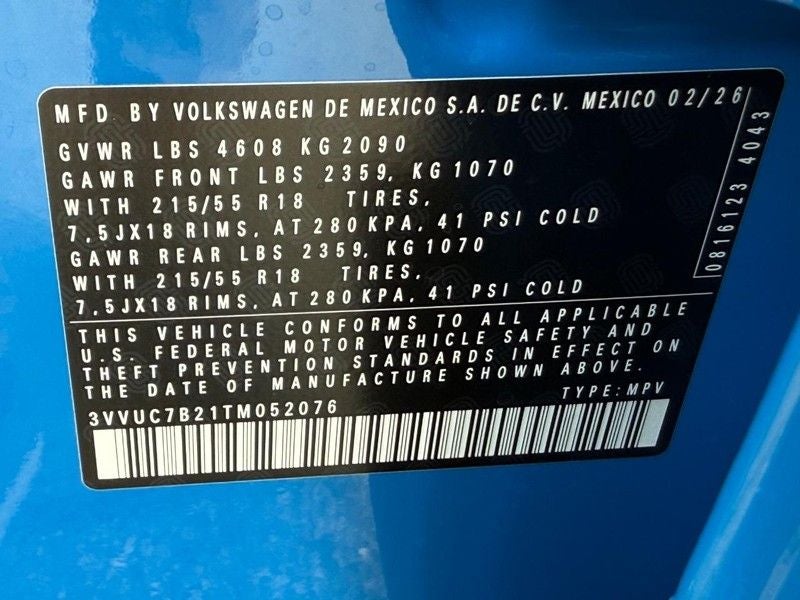 MFD. BY VOLKSWAGEN DE MEXICO S.A. DE C.V. MEXICO 02/26
GVWR LBS 4608 KG 2090
GAWR FRONT LBS 2359, KG 1070
WITH 215/55 R18 TIRES,
7,5JX18 RIMS, AT 280 KPA, 41 PSI COLD
GAWR REAR LBS 2359, KG 1070
WITH 215/55 R18 TIRES,
7,5JX18 RIMS, AT 280 KPA, 41 PSI COLD
THIS VEHICLE CONFORMS TO ALL APPLICABLE
U.S. FEDERAL MOTOR VEHICLE SAFETY AND
THEFT PREVENTION STANDARDS IN EFFECT ON
THE DATE OF MANUFACTURE SHOWN ABOVE.
3VVUC7B21TM052076 TYPE: MPV
0816123 4043